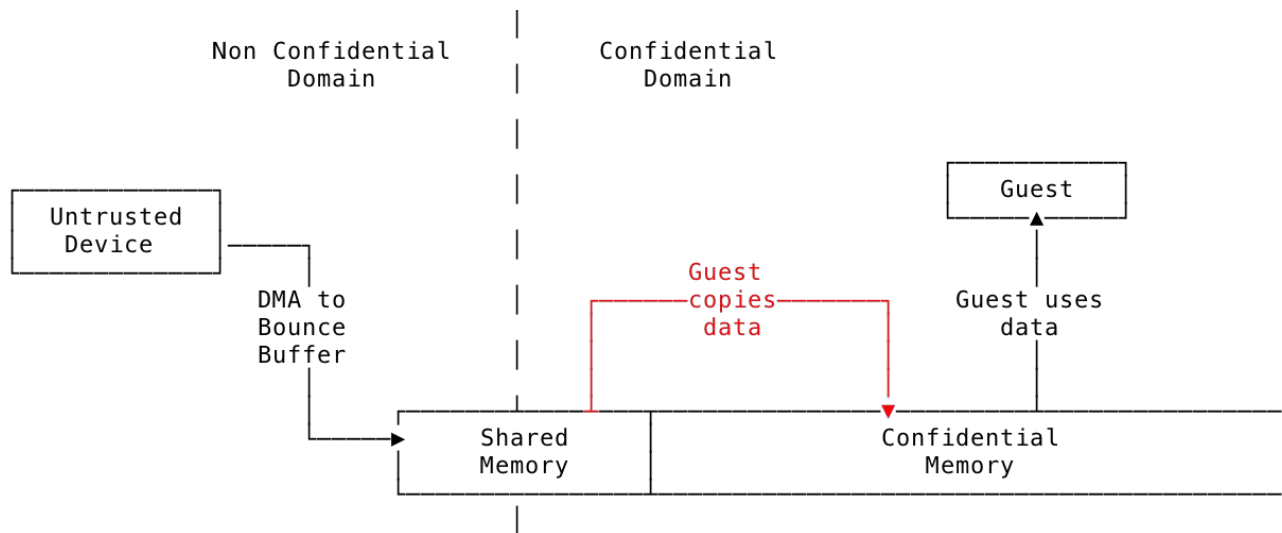 Non Confidential
Domain
Confidential
Domain
Untrusted
Device
Guest
DMA to
Bounce
Buffer
Guest
copies
data
Guest uses
data
Shared
Memory
Confidential
Memory